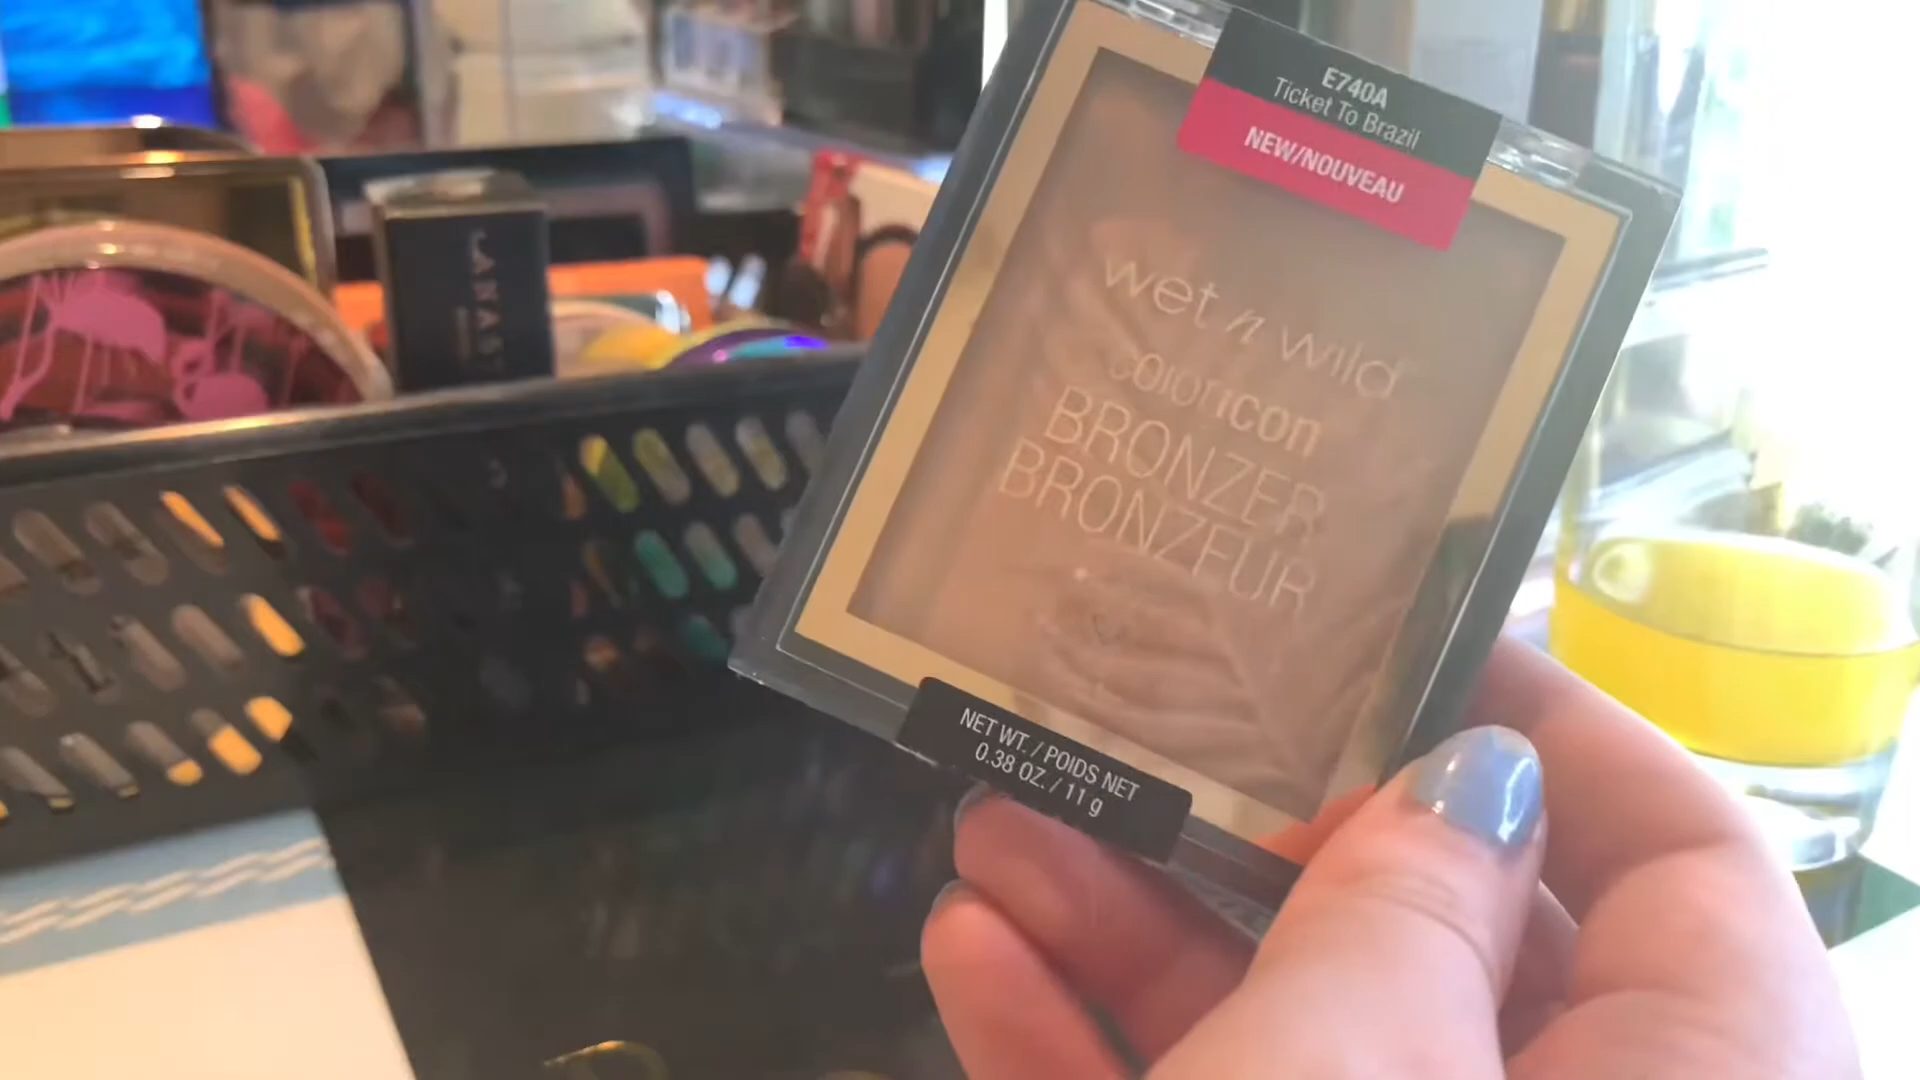 E740A
Ticket To Brazil
NEW/NOUVEAU
wet n wild
coloricon
BRONZER
BRONZEUR
NET WT. / POIDS NET
0.38 OZ. / 11 g